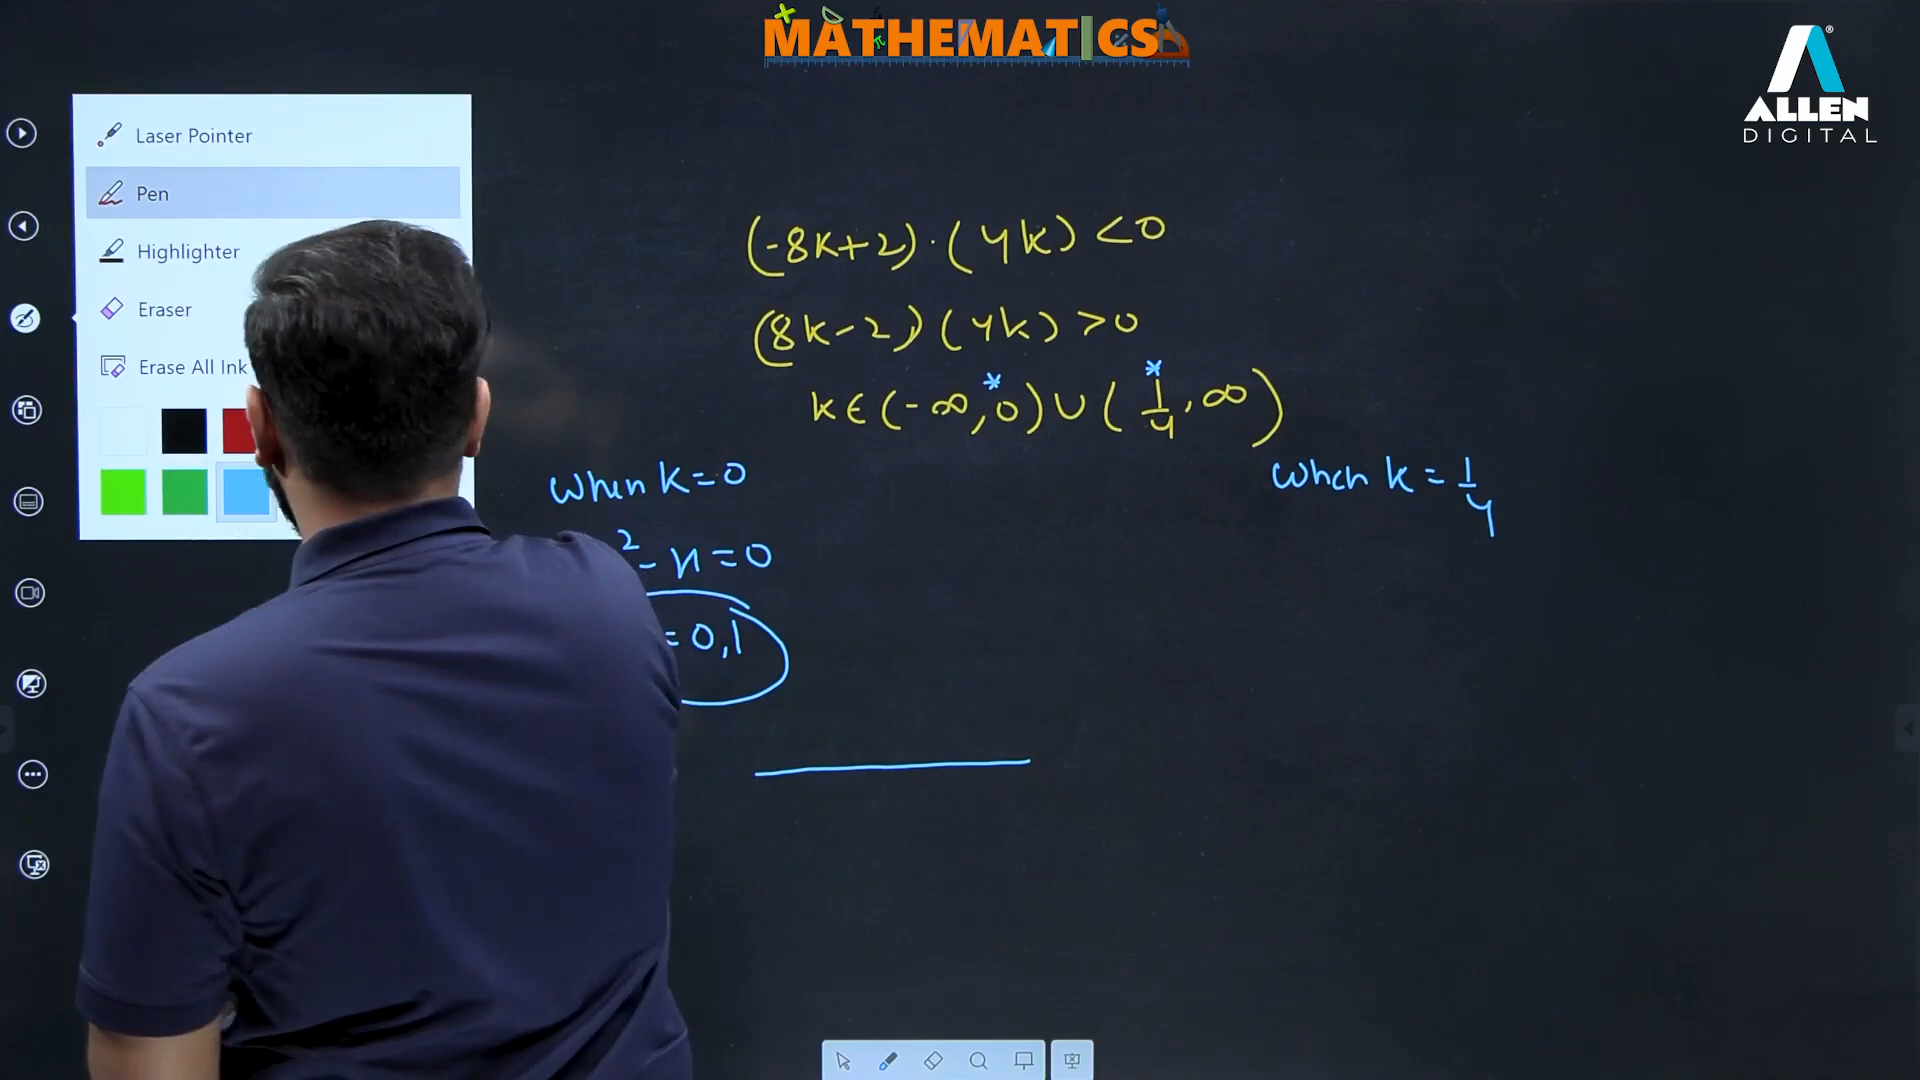 MATHEMATICS
ALLEN
DIGITAL
Laser Pointer
Pen
Highlighter
Eraser
Erase All Ink
(-8k+2)·(4k)<0
(8k-2)(4k)>0
k∈(-∞,0)∪(1/4,∞)
When k=0
When k=1/4
2-x=0
=0,1